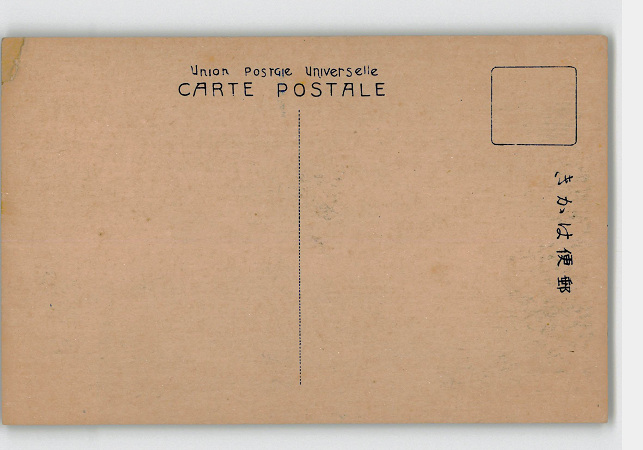 Union Postale Universelle
CARTE POSTALE
郵便はかき